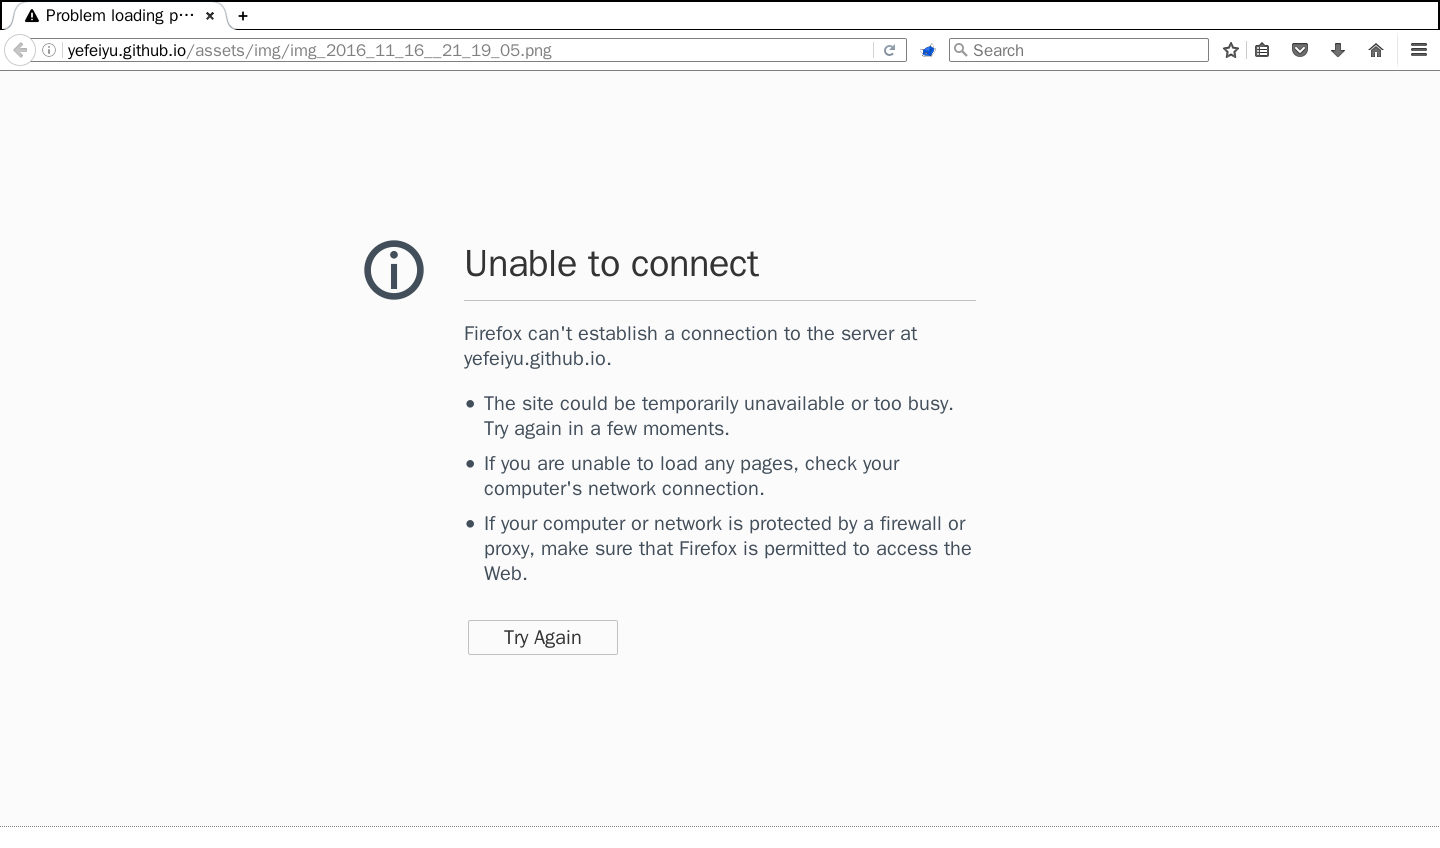 Problem loading p...
yefeiyu.github.io/assets/img/img_2016_11_16__21_19_05.png
Search
Unable to connect
Firefox can't establish a connection to the server at
yefeiyu.github.io.
• The site could be temporarily unavailable or too busy.
Try again in a few moments.
• If you are unable to load any pages, check your
computer's network connection.
• If your computer or network is protected by a firewall or
proxy, make sure that Firefox is permitted to access the
Web.
Try Again